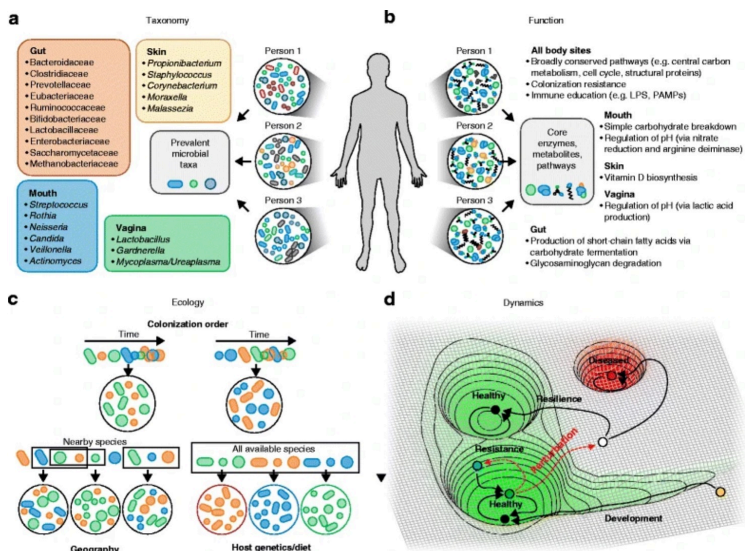 a
Taxonomy
Gut
• Bacteroidaceae
• Clostridiaceae
• Prevotellaceae
• Eubacteriaceae
• Ruminococcaceae
• Bifidobacteriaceae
• Lactobacillaceae
• Enterobacteriaceae
• Saccharomycetaceae
• Methanobacteriaceae
Skin
• Propionibacterium
• Staphylococcus
• Corynebacterium
• Moraxella
• Malassezia
Prevalent
microbial
taxa
Mouth
• Streptococcus
• Rothia
• Neisseria
• Candida
• Veillonella
• Actinomyces
Vagina
• Lactobacillus
• Gardnerella
• Mycoplasma/Ureaplasma
Person 1
Person 2
Person 3
b
Function
Person 1
Person 2
Person 3
Core
enzymes,
metabolites,
pathways
All body sites
• Broadly conserved pathways (e.g. central carbon
metabolism, cell cycle, structural proteins)
• Colonization resistance
• Immune education (e.g. LPS, PAMPs)
Mouth
• Simple carbohydrate breakdown
• Regulation of pH (via nitrate
reduction and arginine deiminase)
Skin
• Vitamin D biosynthesis
Vagina
• Regulation of pH (via lactic acid
production)
Gut
• Production of short-chain fatty acids via
carbohydrate fermentation
• Glycosaminoglycan degradation
c
Ecology
Colonization order
Time
Time
Nearby species
All available species
Geography
Host genetics/diet
d
Dynamics
Diseased
Healthy
Resilience
Resistance
Perturbation
Healthy
Development